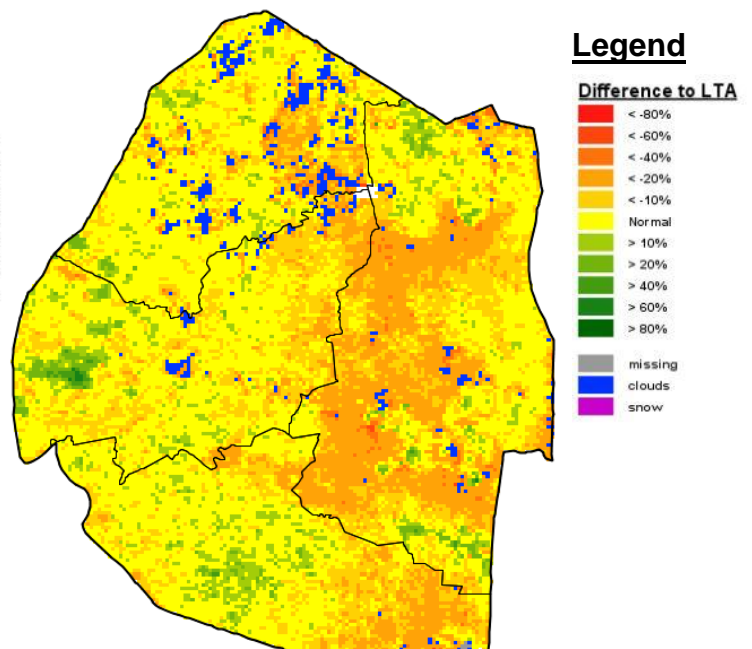 Legend
Difference to LTA
< -80%
< -60%
< -40%
< -20%
< -10%
Normal
> 10%
> 20%
> 40%
> 60%
> 80%
missing
clouds
snow